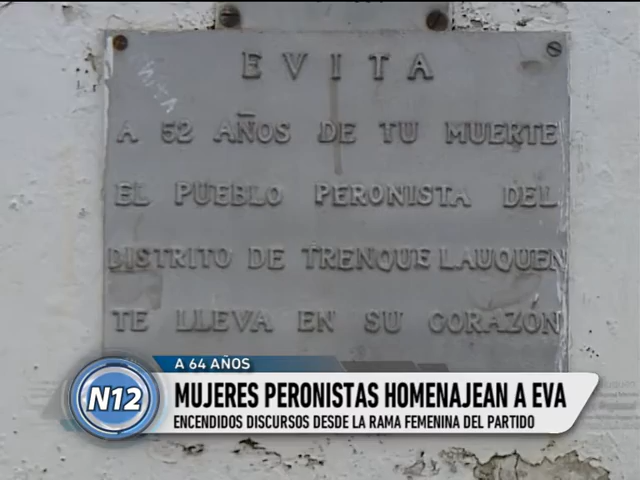 EVITA
A 52 AÑOS DE TU MUERTE
EL PUEBLO PERONISTA DEL
DISTRITO DE TRENQUE LAUQUEN
TE LLEVA EN SU CORAZÓN
A 64 AÑOS
N12
MUJERES PERONISTAS HOMENAJEAN A EVA
ENCENDIDOS DISCURSOS DESDE LA RAMA FEMENINA DEL PARTIDO